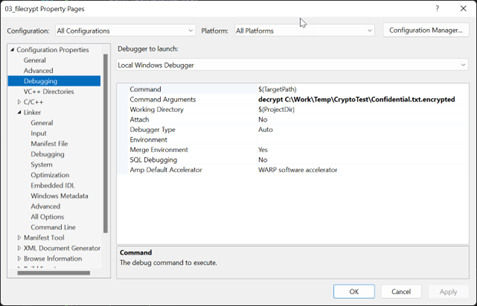 03_filecrypt Property Pages
? X
Configuration: All Configurations Platform: All Platforms Configuration Manager...
Configuration Properties
General
Advanced
Debugging
VC++ Directories
C/C++
Linker
General
Input
Manifest File
Debugging
System
Optimization
Embedded IDL
Windows Metadata
Advanced
All Options
Command Line
Manifest Tool
XML Document Generator
Browse Information
Debugger to launch:
Local Windows Debugger
Command $(TargetPath)
Command Arguments decrypt C:\Work\Temp\CryptoTest\Confidential.txt.encrypted
Working Directory $(ProjectDir)
Attach No
Debugger Type Auto
Environment
Merge Environment Yes
SQL Debugging No
Amp Default Accelerator WARP software accelerator
Command
The debug command to execute.
OK Cancel Apply